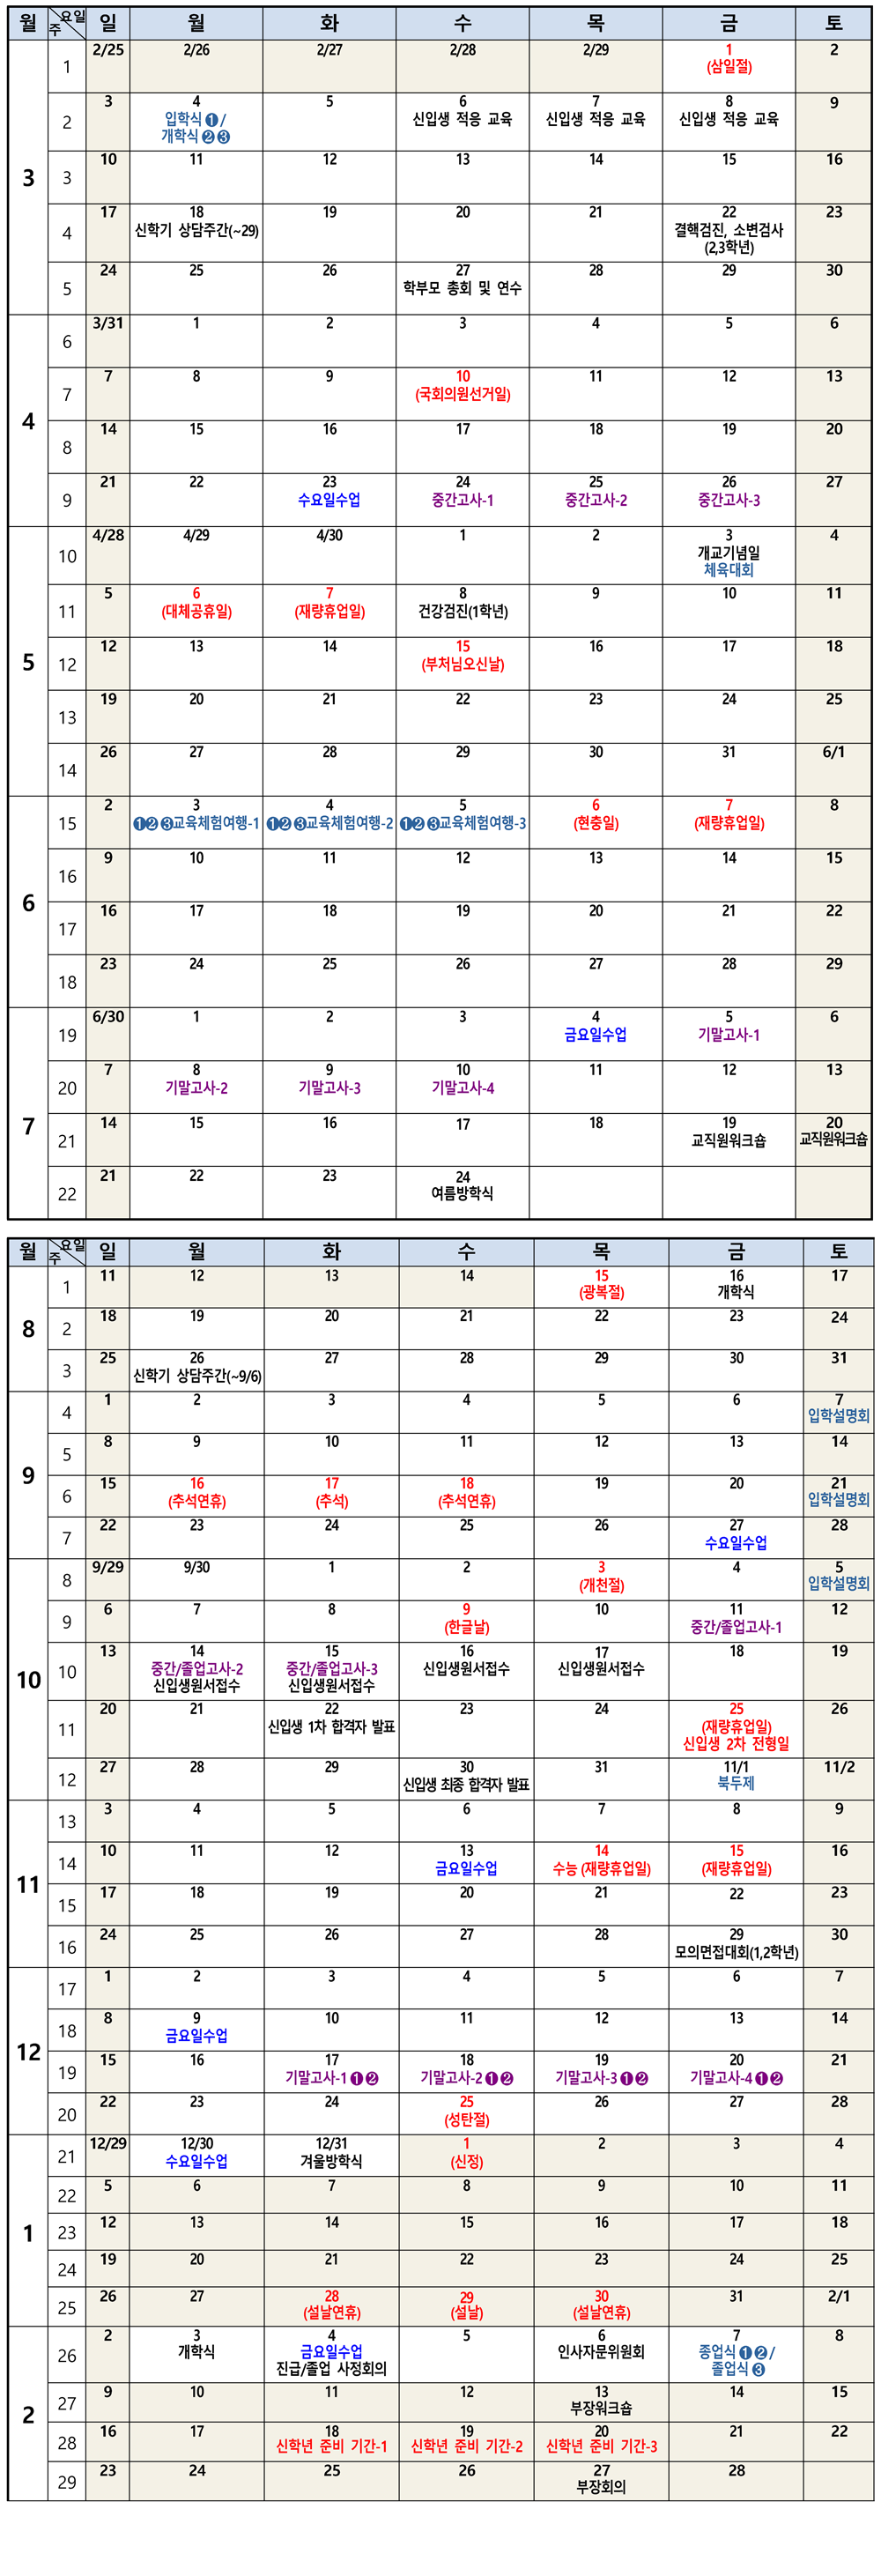 월 요일 주 일 월 화 수 목 금 토
3
1 2/25 2/26 2/27 2/28 2/29 1 2
(삼일절)
2 3 4 5 6 7 8 9
입학식 ❶ / 신입생 적응 교육 신입생 적응 교육 신입생 적응 교육
개학식 ❷ ❸
3 10 11 12 13 14 15 16
4 17 18 19 20 21 22 23
신학기 상담주간(~29) 결핵검진, 소변검사
(2,3학년)
5 24 25 26 27 28 29 30
학부모 총회 및 연수
4
6 3/31 1 2 3 4 5 6
7 7 8 9 10 11 12 13
(국회의원선거일)
8 14 15 16 17 18 19 20
9 21 22 23 24 25 26 27
수요일수업 중간고사-1 중간고사-2 중간고사-3
5
10 4/28 4/29 4/30 1 2 3 4
개교기념일
체육대회
11 5 6 7 8 9 10 11
(대체공휴일) (재량휴업일) 건강검진(1학년)
12 12 13 14 15 16 17 18
(부처님오신날)
13 19 20 21 22 23 24 25
14 26 27 28 29 30 31 6/1
6
15 2 3 4 5 6 7 8
❶❷❸교육체험여행-1 ❶❷❸교육체험여행-2 ❶❷❸교육체험여행-3 (현충일) (재량휴업일)
16 9 10 11 12 13 14 15
17 16 17 18 19 20 21 22
18 23 24 25 26 27 28 29
7
19 6/30 1 2 3 4 5 6
금요일수업 기말고사-1
20 7 8 9 10 11 12 13
기말고사-2 기말고사-3 기말고사-4
21 14 15 16 17 18 19 20
교직원워크숍 교직원워크숍
22 21 22 23 24
여름방학식
월 요일 주 일 월 화 수 목 금 토
8
1 11 12 13 14 15 16 17
(광복절) 개학식
2 18 19 20 21 22 23 24
3 25 26 27 28 29 30 31
신학기 상담주간(~9/6)
9
4 1 2 3 4 5 6 7
입학설명회
5 8 9 10 11 12 13 14
6 15 16 17 18 19 20 21
(추석연휴) (추석) (추석연휴) 입학설명회
7 22 23 24 25 26 27 28
수요일수업
10
8 9/29 9/30 1 2 3 4 5
(개천절) 입학설명회
9 6 7 8 9 10 11 12
(한글날) 중간/졸업고사-1
10 13 14 15 16 17 18 19
중간/졸업고사-2 중간/졸업고사-3 신입생원서접수 신입생원서접수
신입생원서접수 신입생원서접수
11 20 21 22 23 24 25 26
신입생 1차 합격자 발표 (재량휴업일)
신입생 2차 전형일
12 27 28 29 30 31 11/1 11/2
신입생 최종 합격자 발표 북두제
11
13 3 4 5 6 7 8 9
14 10 11 12 13 14 15 16
금요일수업 수능 (재량휴업일) (재량휴업일)
15 17 18 19 20 21 22 23
16 24 25 26 27 28 29 30
모의면접대회(1,2학년)
12
17 1 2 3 4 5 6 7
18 8 9 10 11 12 13 14
금요일수업
19 15 16 17 18 19 20 21
기말고사-1 ❶❷ 기말고사-2 ❶❷ 기말고사-3 ❶❷ 기말고사-4 ❶❷
20 22 23 24 25 26 27 28
(성탄절)
1
21 12/29 12/30 12/31 1 2 3 4
수요일수업 겨울방학식 (신정)
22 5 6 7 8 9 10 11
23 12 13 14 15 16 17 18
24 19 20 21 22 23 24 25
25 26 27 28 29 30 31 2/1
(설날연휴) (설날) (설날연휴)
2
26 2 3 4 5 6 7 8
개학식 금요일수업 인사자문위원회 종업식 ❶❷ /
진급/졸업 사정회의 졸업식 ❸
27 9 10 11 12 13 14 15
부장워크숍
28 16 17 18 19 20 21 22
신학년 준비 기간-1 신학년 준비 기간-2 신학년 준비 기간-3
29 23 24 25 26 27 28
부장회의